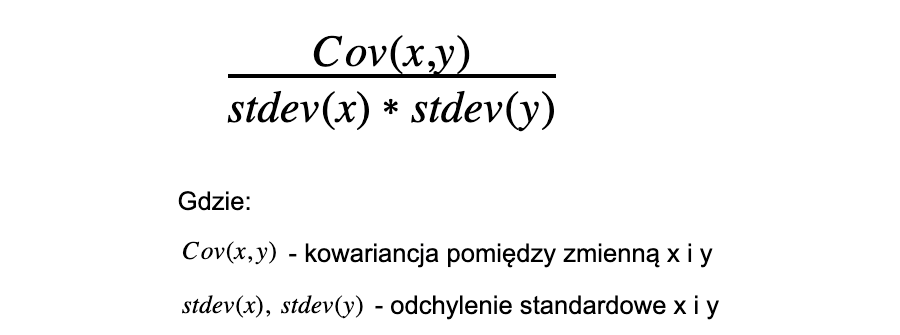 Cov(x,y)
stdev(x) * stdev(y)
Gdzie:
Cov(x,y) - kowariancja pomiędzy zmienną x i y
stdev(x), stdev(y) - odchylenie standardowe x i y